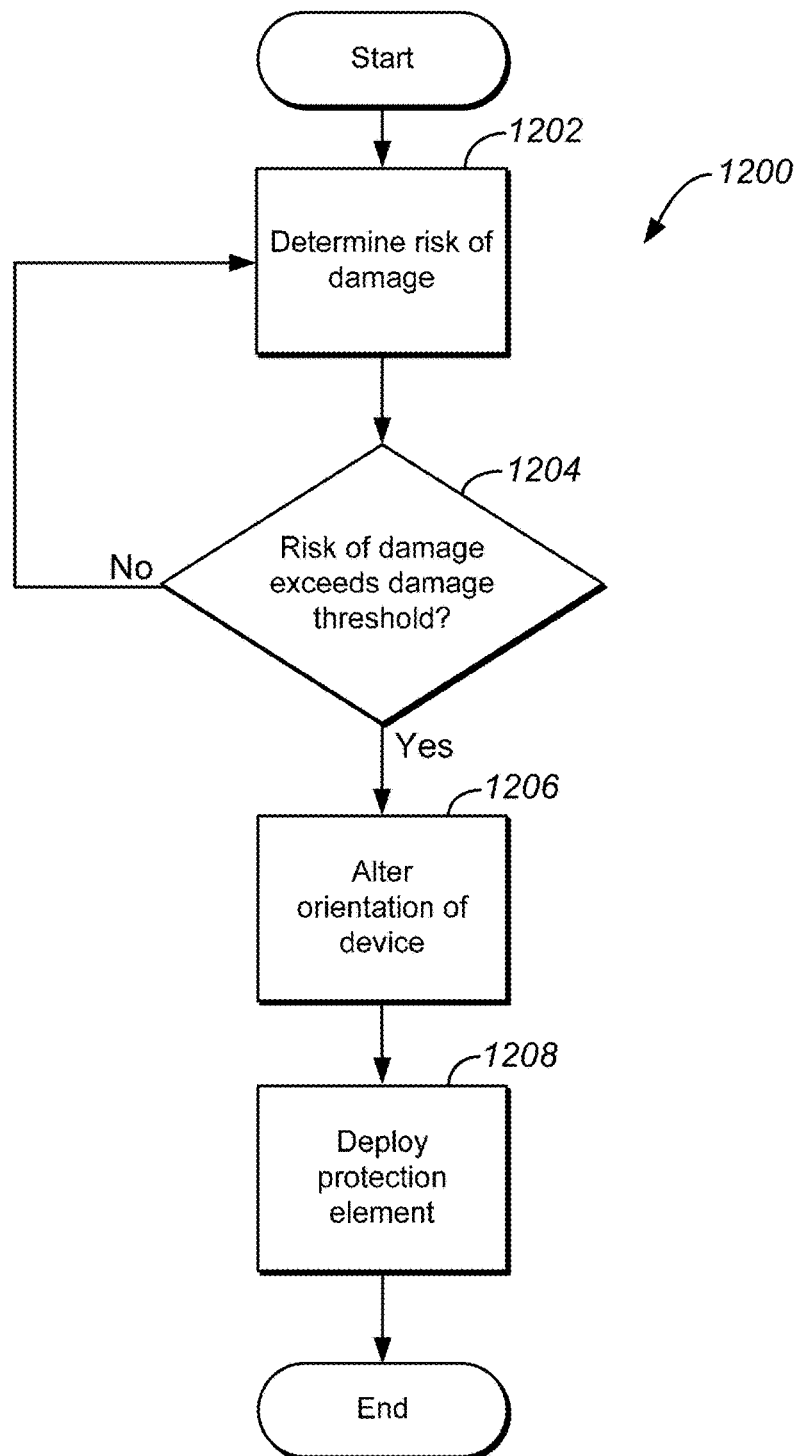 Start
1202
1200
Determine risk of
damage
1204
Risk of damage
exceeds damage
threshold?
No
Yes
1206
Alter
orientation of
device
1208
Deploy
protection
element
End